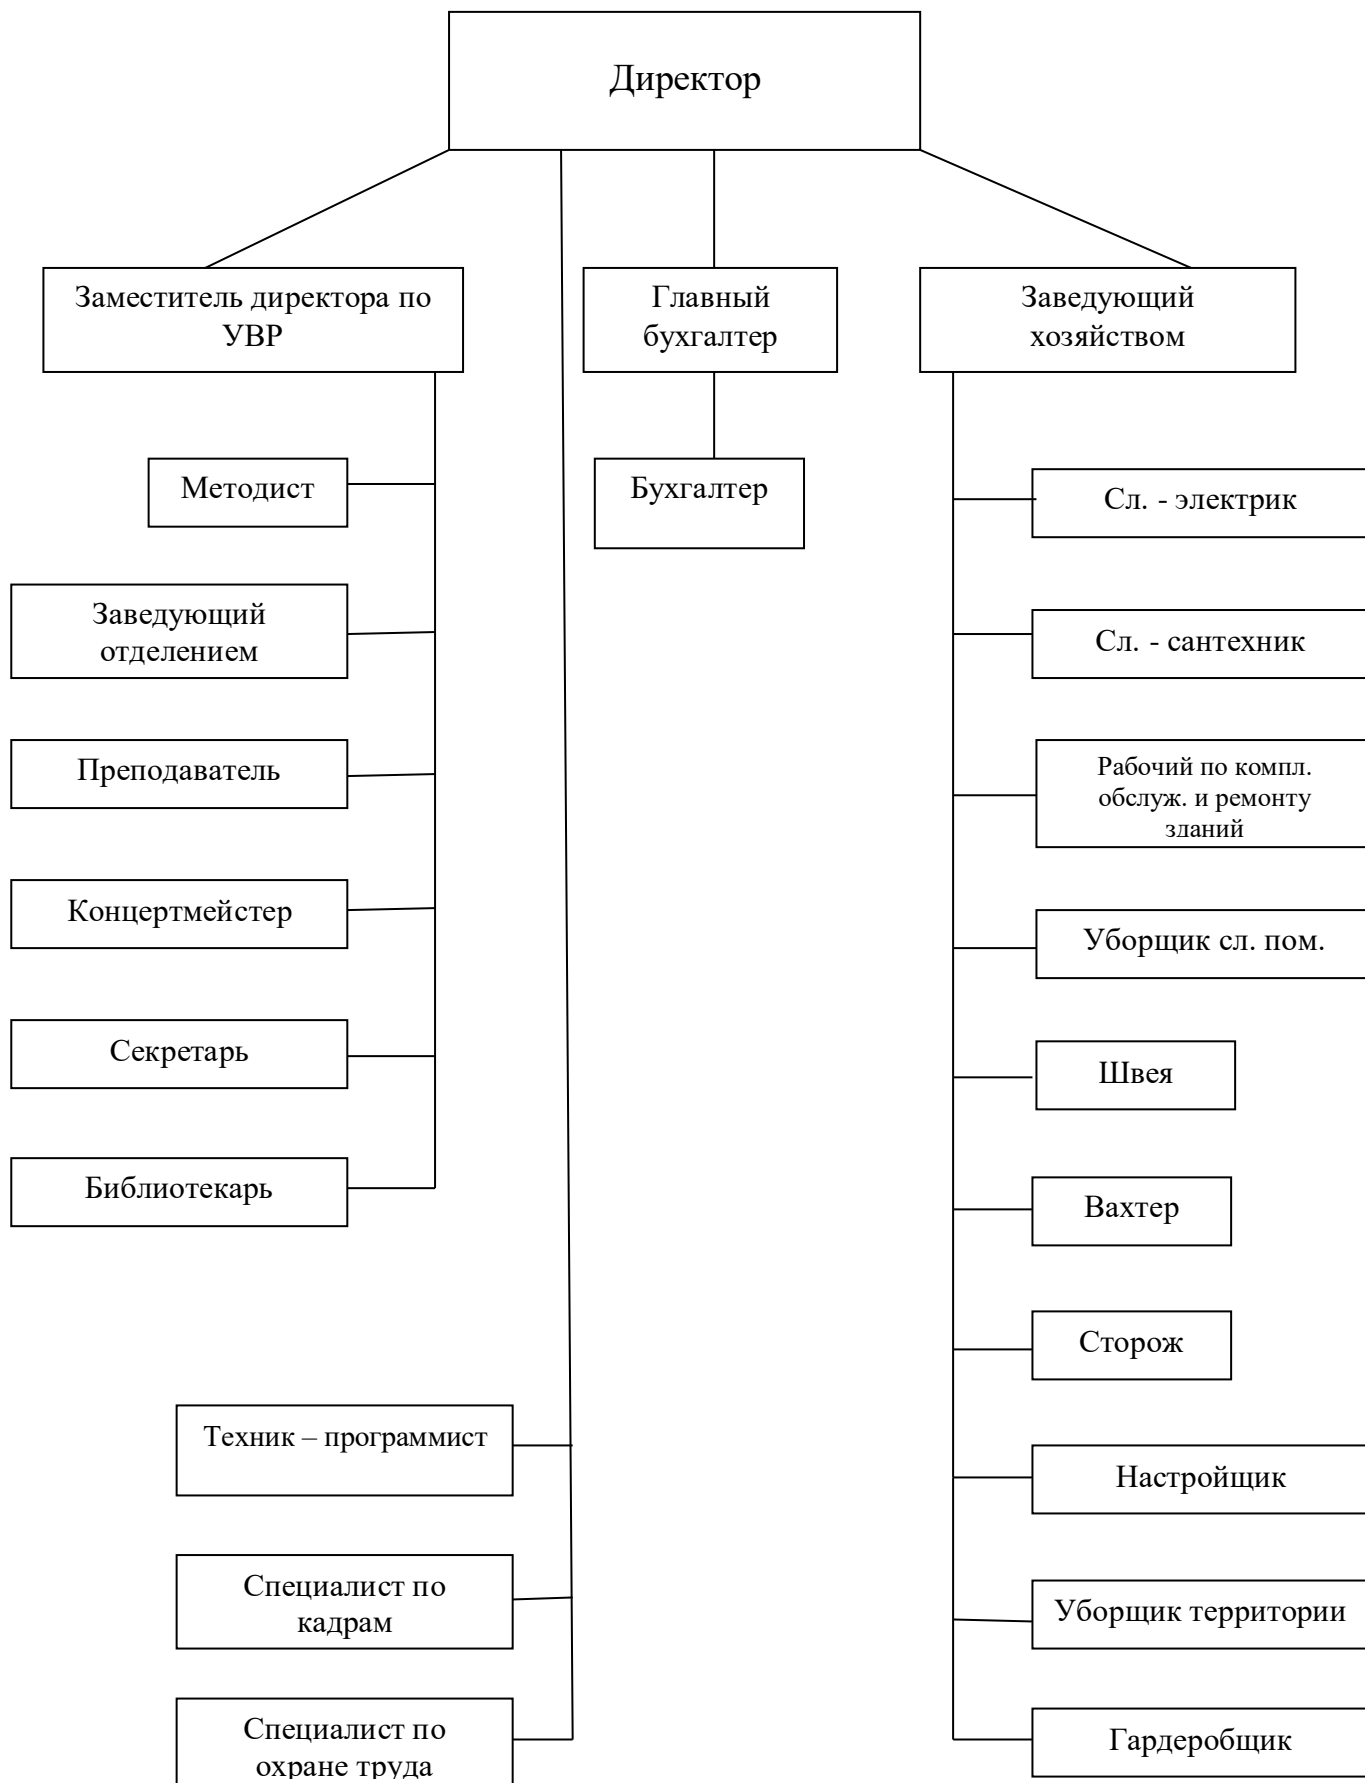 Директор
Заместитель директора по
УВР
Главный
бухгалтер
Заведующий
хозяйством
Методист
Бухгалтер
Сл. - электрик
Заведующий
отделением
Сл. - сантехник
Преподаватель
Рабочий по компл.
обслуж. и ремонту
зданий
Концертмейстер
Уборщик сл. пом.
Секретарь
Швея
Библиотекарь
Вахтер
Сторож
Техник – программист
Настройщик
Специалист по
кадрам
Уборщик территории
Специалист по
охране труда
Гардеробщик